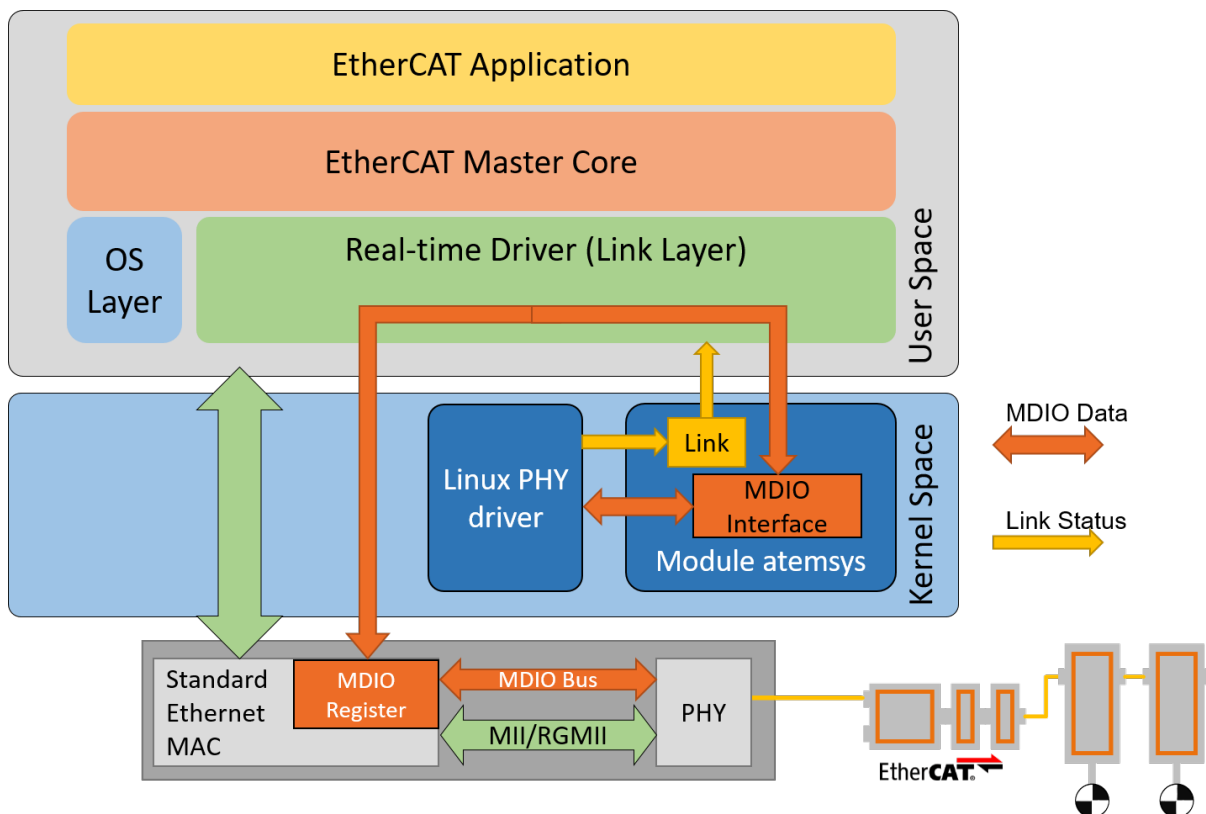 EtherCAT Application
EtherCAT Master Core
OS
Layer
Real-time Driver (Link Layer)
User Space
Linux PHY
driver
Link
MDIO
Interface
Module atemsys
Kernel Space
MDIO Data
Link Status
Standard
Ethernet
MAC
MDIO
Register
MDIO Bus
MII/RGMII
PHY
EtherCAT®